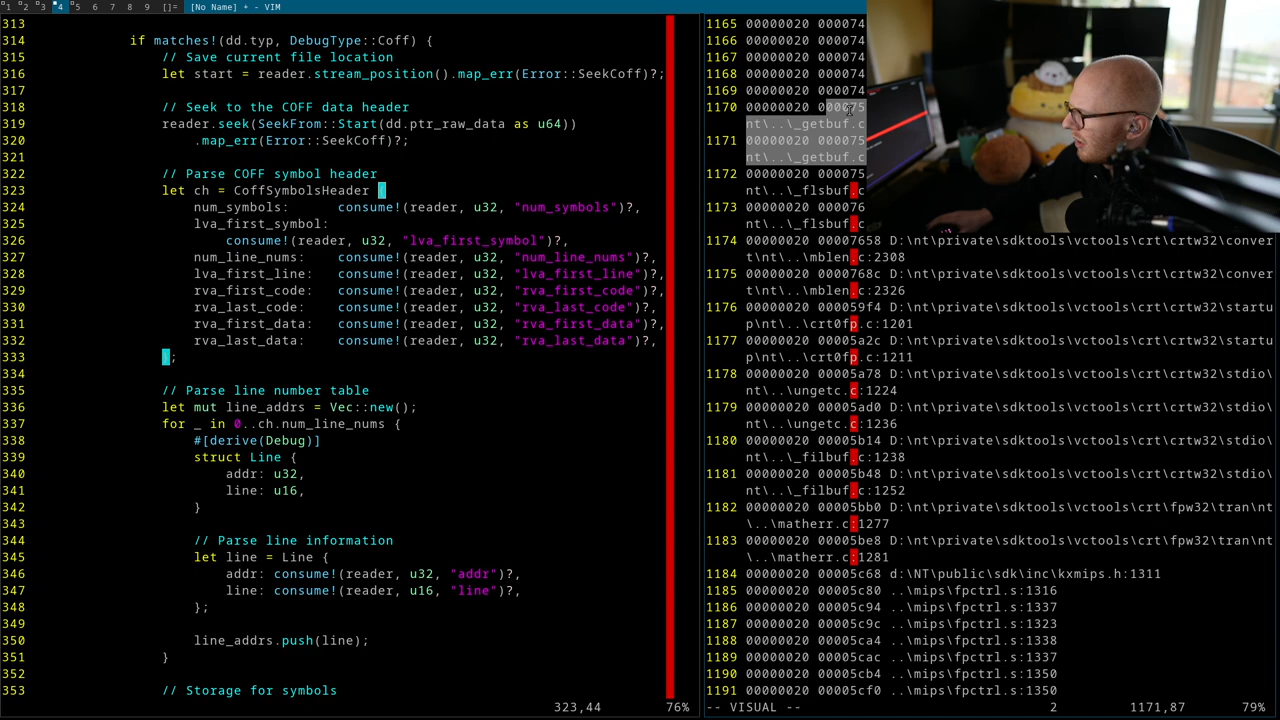 1 2 3 4 5 6 7 8 9 []= [No Name] + - VIM
313
314 if matches!(dd.typ, DebugType::Coff) {
315 // Save current file location
316 let start = reader.stream_position().map_err(Error::SeekCoff)?;
317
318 // Seek to the COFF data header
319 reader.seek(SeekFrom::Start(dd.ptr_raw_data as u64))
320 .map_err(Error::SeekCoff)?;
321
322 // Parse COFF symbol header
323 let ch = CoffSymbolsHeader {
324 num_symbols: consume!(reader, u32, "num_symbols")?,
325 lva_first_symbol:
326 consume!(reader, u32, "lva_first_symbol")?,
327 num_line_nums: consume!(reader, u32, "num_line_nums")?,
328 lva_first_line: consume!(reader, u32, "lva_first_line")?,
329 rva_first_code: consume!(reader, u32, "rva_first_code")?,
330 rva_last_code: consume!(reader, u32, "rva_last_code")?,
331 rva_first_data: consume!(reader, u32, "rva_first_data")?,
332 rva_last_data: consume!(reader, u32, "rva_last_data")?,
333 };
334
335 // Parse line number table
336 let mut line_addrs = Vec::new();
337 for _ in 0..ch.num_line_nums {
338 #[derive(Debug)]
339 struct Line {
340 addr: u32,
341 line: u16,
342 }
343
344 // Parse line information
345 let line = Line {
346 addr: consume!(reader, u32, "addr")?,
347 line: consume!(reader, u16, "line")?,
348 };
349
350 line_addrs.push(line);
351 }
352
353 // Storage for symbols
323,44 76%
1165 00000020 000074
1166 00000020 000074
1167 00000020 000074
1168 00000020 000074
1169 00000020 000074
1170 00000020 000075
nt\..\_getbuf.c
1171 00000020 000075
nt\..\_getbuf.c
1172 00000020 000075
nt\..\_flsbuf.c
1173 00000020 000076
nt\..\_flsbuf.c
1174 00000020 00007658 D:\nt\private\sdktools\vctools\crt\crtw32\conver
t\nt\..\mblen.c:2308
1175 00000020 0000768c D:\nt\private\sdktools\vctools\crt\crtw32\conver
t\nt\..\mblen.c:2326
1176 00000020 000059f4 D:\nt\private\sdktools\vctools\crt\crtw32\startu
p\nt\..\crt0fp.c:1201
1177 00000020 00005a2c D:\nt\private\sdktools\vctools\crt\crtw32\startu
p\nt\..\crt0fp.c:1211
1178 00000020 00005a78 D:\nt\private\sdktools\vctools\crt\crtw32\stdio\
nt\..\ungetc.c:1224
1179 00000020 00005ad0 D:\nt\private\sdktools\vctools\crt\crtw32\stdio\
nt\..\ungetc.c:1236
1180 00000020 00005b14 D:\nt\private\sdktools\vctools\crt\crtw32\stdio\
nt\..\_filbuf.c:1238
1181 00000020 00005b48 D:\nt\private\sdktools\vctools\crt\crtw32\stdio\
nt\..\_filbuf.c:1252
1182 00000020 00005bb0 D:\nt\private\sdktools\vctools\crt\fpw32\tran\nt
\..\matherr.c:1277
1183 00000020 00005be8 D:\nt\private\sdktools\vctools\crt\fpw32\tran\nt
\..\matherr.c:1281
1184 00000020 00005c68 d:\NT\public\sdk\inc\kxmips.h:1311
1185 00000020 00005c80 ..\mips\fpctrl.s:1316
1186 00000020 00005c94 ..\mips\fpctrl.s:1337
1187 00000020 00005c9c ..\mips\fpctrl.s:1323
1188 00000020 00005ca4 ..\mips\fpctrl.s:1338
1189 00000020 00005cac ..\mips\fpctrl.s:1337
1190 00000020 00005cb4 ..\mips\fpctrl.s:1350
1191 00000020 00005cf0 ..\mips\fpctrl.s:1350
-- VISUAL -- 2 1171,87 79%